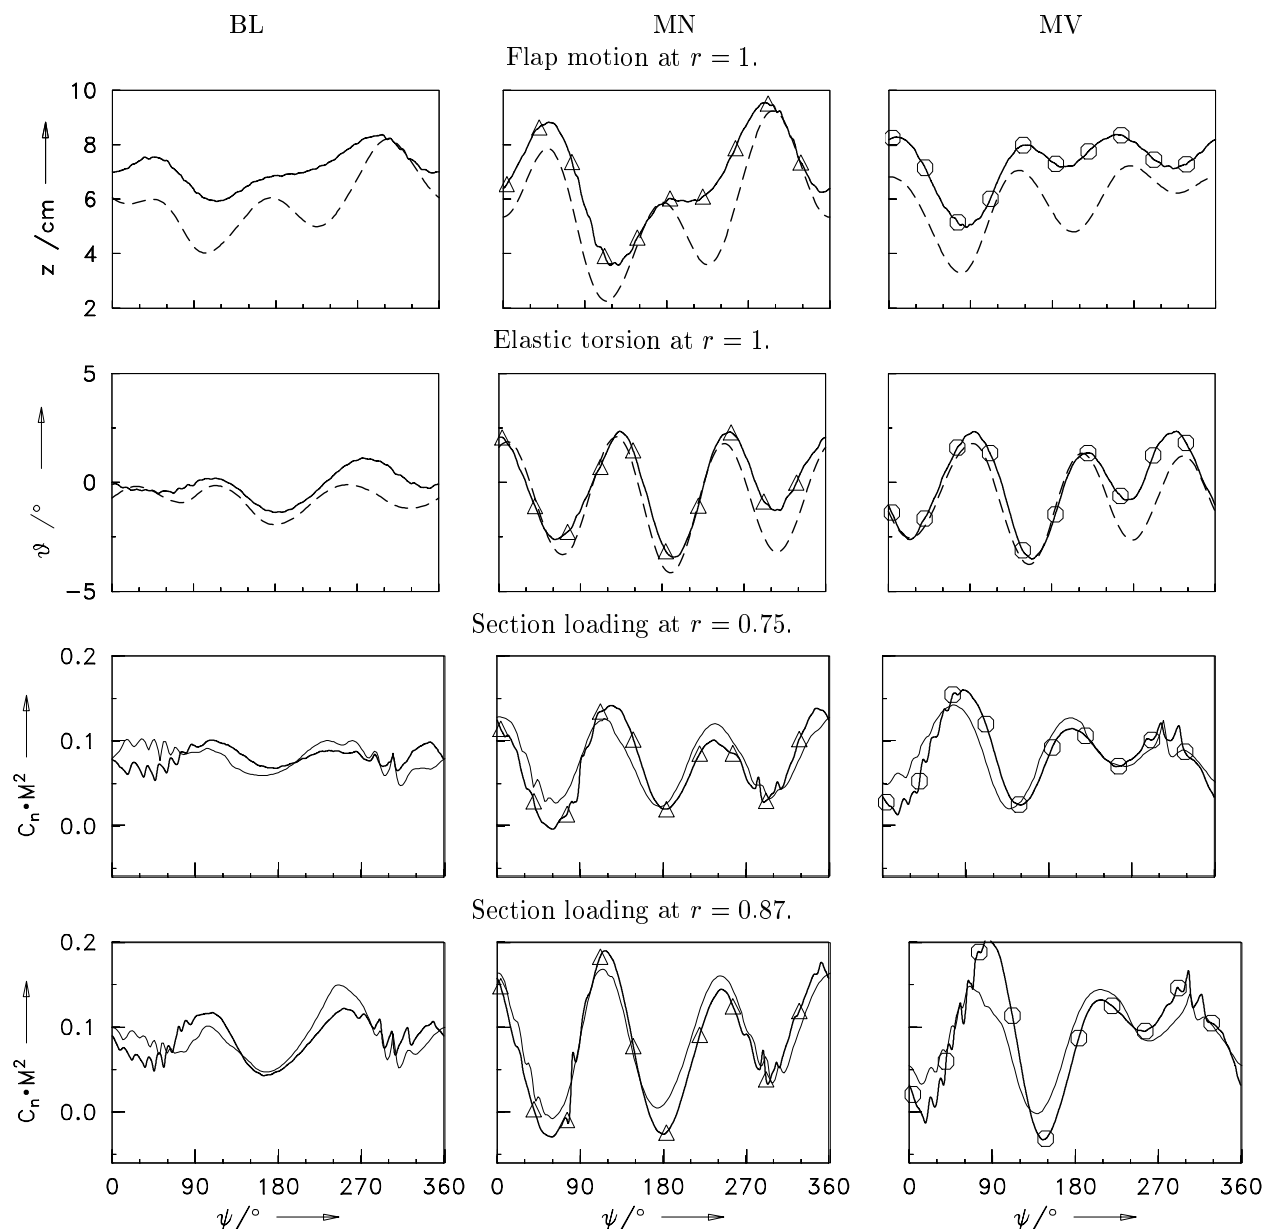 BL MN MV
Flap motion at r = 1.
10
8
6
4
2
z /cm
Elastic torsion at r = 1.
5
0
−5
ϑ /°
Section loading at r = 0.75.
0.2
0.1
0.0
Cₙ•M²
Section loading at r = 0.87.
0.2
0.1
0.0
Cₙ•M²
0 90 180 270 360 90 180 270 360 0 90 180 270 360
ψ/° ψ/° ψ/°